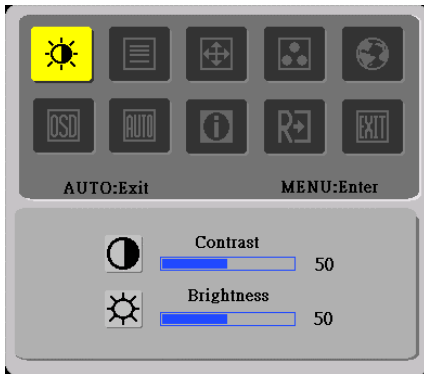 OSD AUTO R EXIT
AUTO:Exit MENU:Enter
Contrast
50
Brightness
50